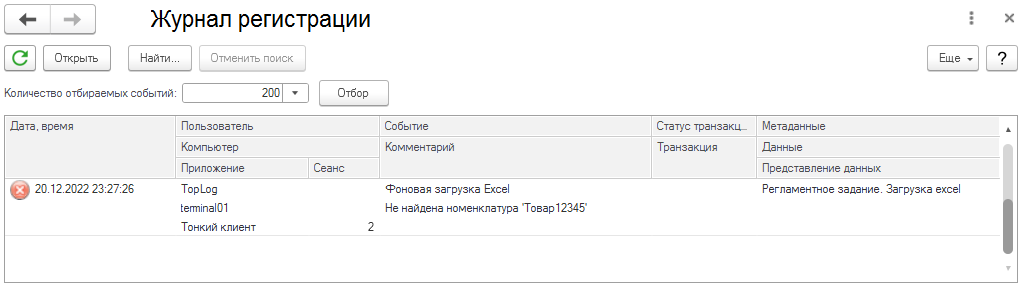 Журнал регистрации
Открыть Найти... Отменить поиск Еще ?
Количество отбираемых событий: 200 Отбор
Дата, время Пользователь Событие Статус транзакц... Метаданные
Компьютер Комментарий Транзакция Данные
Приложение Сеанс Представление данных
20.12.2022 23:27:26 TopLog Фоновая загрузка Excel Регламентное задание. Загрузка excel
terminal01 Не найдена номенклатура 'Товар12345'
Тонкий клиент 2